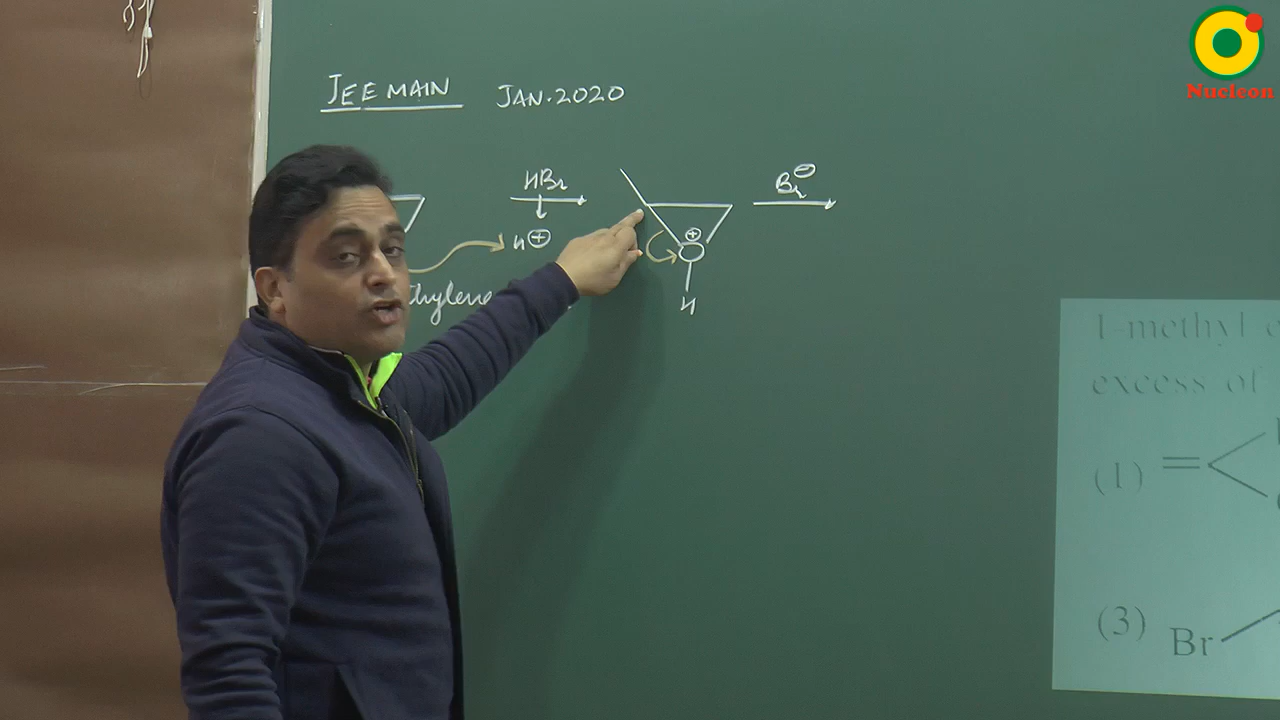 Nucleon
JEE MAIN JAN.2020
HBr
Br⊖
H⊕
⊕
H
1-methyl
excess of
(1)
(3) Br